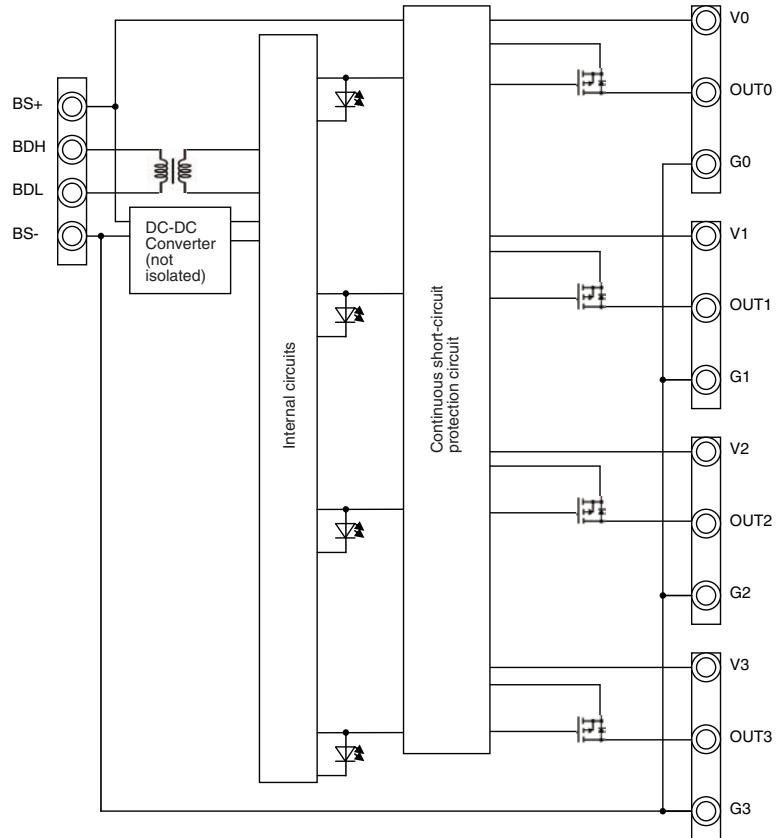 BS+
BDH
BDL
BS-
DC-DC
Converter
(not
isolated)
Internal circuits
Continuous short-circuit
protection circuit
V0
OUT0
G0
V1
OUT1
G1
V2
OUT2
G2
V3
OUT3
G3